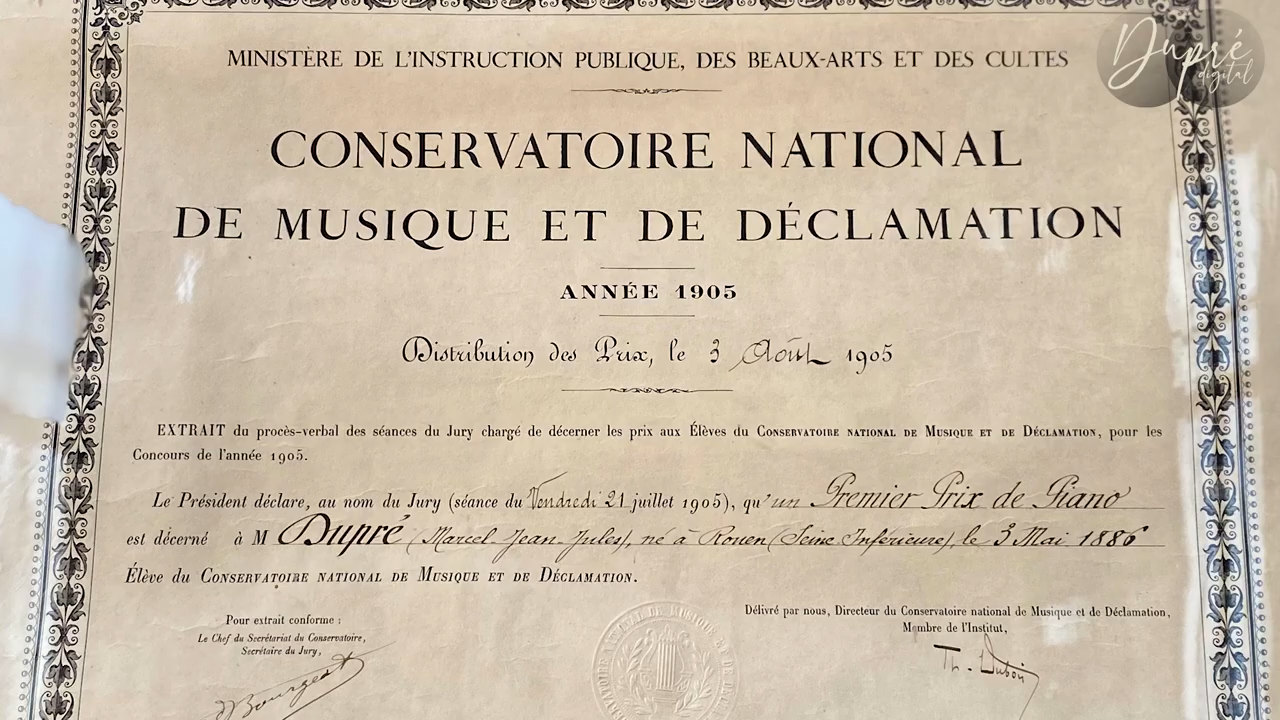 Dupré
digital
MINISTÈRE DE L'INSTRUCTION PUBLIQUE, DES BEAUX-ARTS ET DES CULTES
CONSERVATOIRE NATIONAL
DE MUSIQUE ET DE DÉCLAMATION
ANNÉE 1905
Distribution des Prix, le 3 Août 1905
EXTRAIT du procès-verbal des séances du Jury chargé de décerner les prix aux Élèves du CONSERVATOIRE NATIONAL DE MUSIQUE ET DE DÉCLAMATION, pour les
Concours de l'année 1905.
Le Président déclare, au nom du Jury (séance du Vendredi 21 juillet 1905), qu'un Premier Prix de Piano
est décerné à M Dupré (Marcel Jean Jules), né à Rouen (Seine Inférieure), le 3 Mai 1886
Élève du CONSERVATOIRE NATIONAL DE MUSIQUE ET DE DÉCLAMATION.
Pour extrait conforme :
Le Chef du Secrétariat du Conservatoire,
Secrétaire du Jury,
Bourgeat
Délivré par nous, Directeur du Conservatoire national de Musique et de Déclamation,
Membre de l'Institut,
Th. Dubois